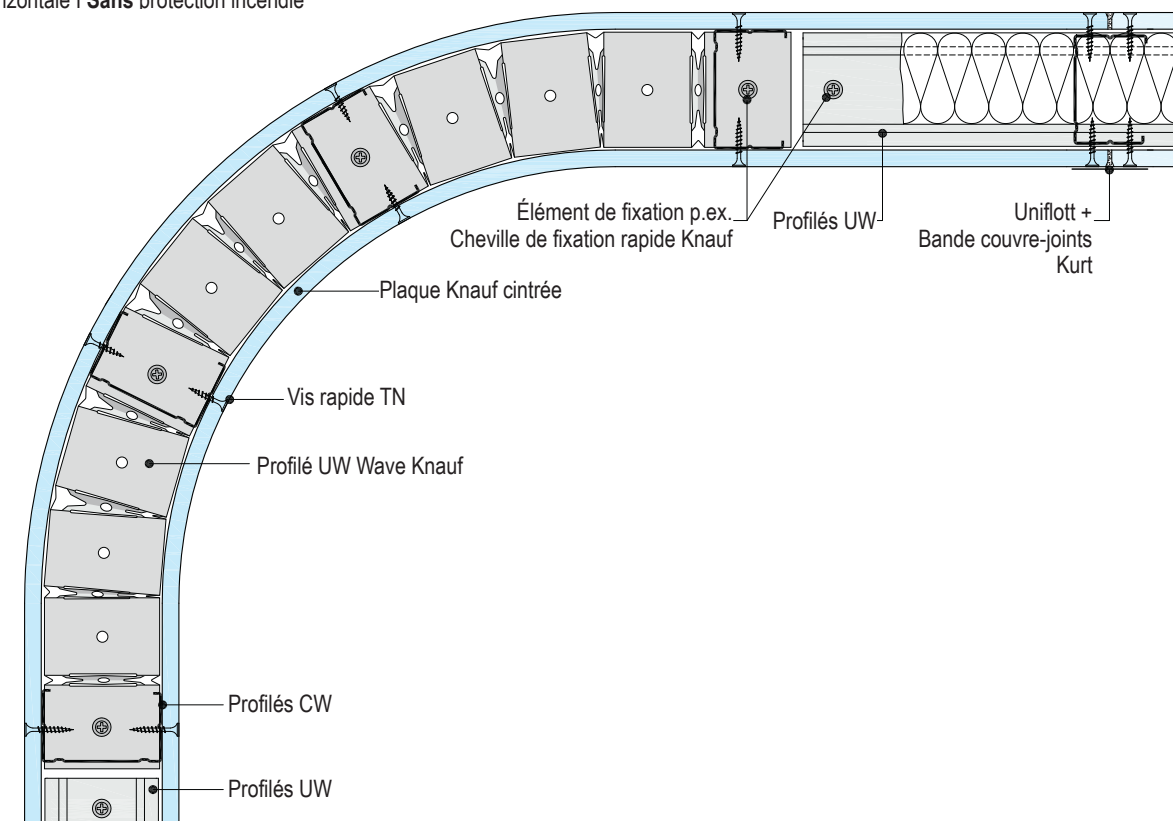 Sans protection incendie
Élément de fixation p.ex.
Cheville de fixation rapide Knauf
Profilés UW
Uniflott +
Bande couvre-joints
Kurt
Plaque Knauf cintrée
Vis rapide TN
Profilé UW Wave Knauf
Profilés CW
Profilés UW